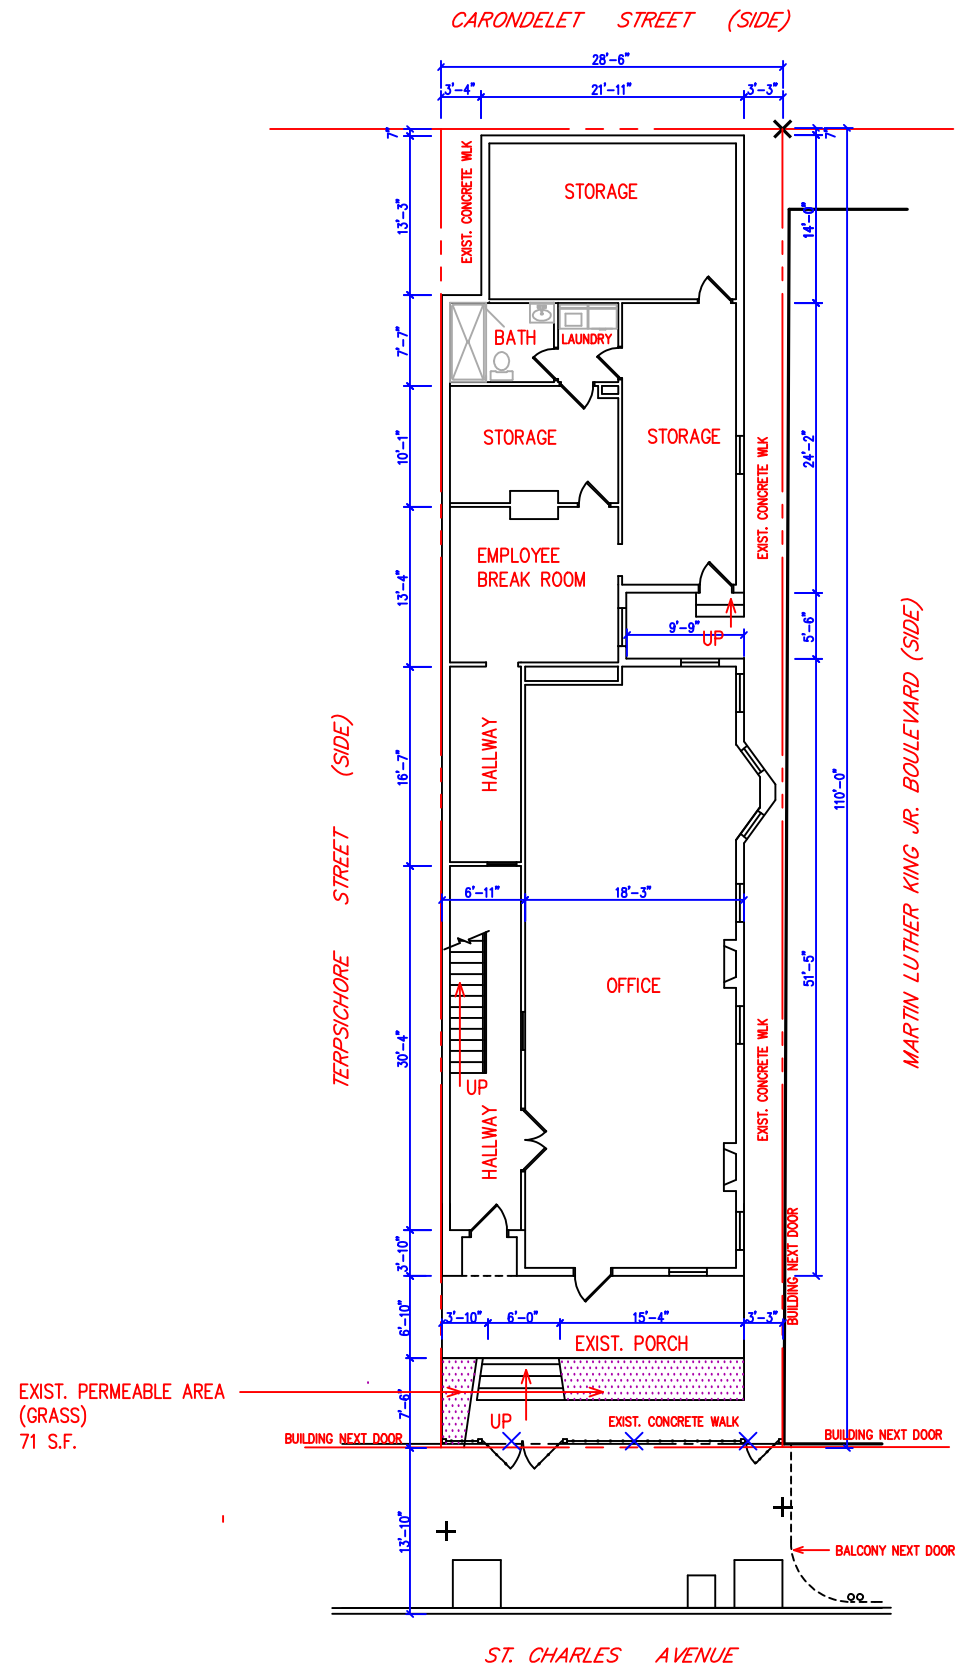 CARONDELET STREET (SIDE)
28'-6"
3'-4" 21'-11" 3'-3"
7" 7"
EXIST. CONCRETE WLK
STORAGE
13'-3"
14'-0"
BATH
LAUNDRY
7'-7"
STORAGE
STORAGE
10'-1"
24'-2"
EXIST. CONCRETE WLK
EMPLOYEE
BREAK ROOM
13'-4"
9'-9"
UP
5'-6"
TERPSICHORE STREET (SIDE)
MARTIN LUTHER KING JR. BOULEVARD (SIDE)
HALLWAY
16'-7"
110'-0"
6'-11" 18'-3"
OFFICE
51'-5"
30'-4"
UP
HALLWAY
EXIST. CONCRETE WLK
BUILDING NEXT DOOR
3'-10"
6'-10"
3'-10" 6'-0" 15'-4" 3'-3"
EXIST. PORCH
EXIST. PERMEABLE AREA
(GRASS)
71 S.F.
7'-6"
UP
EXIST. CONCRETE WALK
BUILDING NEXT DOOR
BUILDING NEXT DOOR
13'-10"
BALCONY NEXT DOOR
ST. CHARLES AVENUE